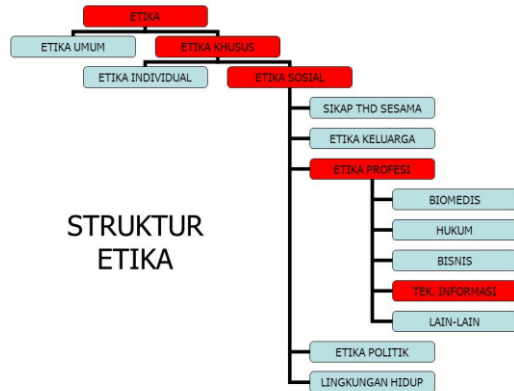 ETIKA
ETIKA UMUM
ETIKA KHUSUS
ETIKA INDIVIDUAL
ETIKA SOSIAL
SIKAP THD SESAMA
ETIKA KELUARGA
ETIKA PROFESI
BIOMEDIS
HUKUM
BISNIS
TEK. INFORMASI
LAIN-LAIN
ETIKA POLITIK
LINGKUNGAN HIDUP
STRUKTUR
ETIKA